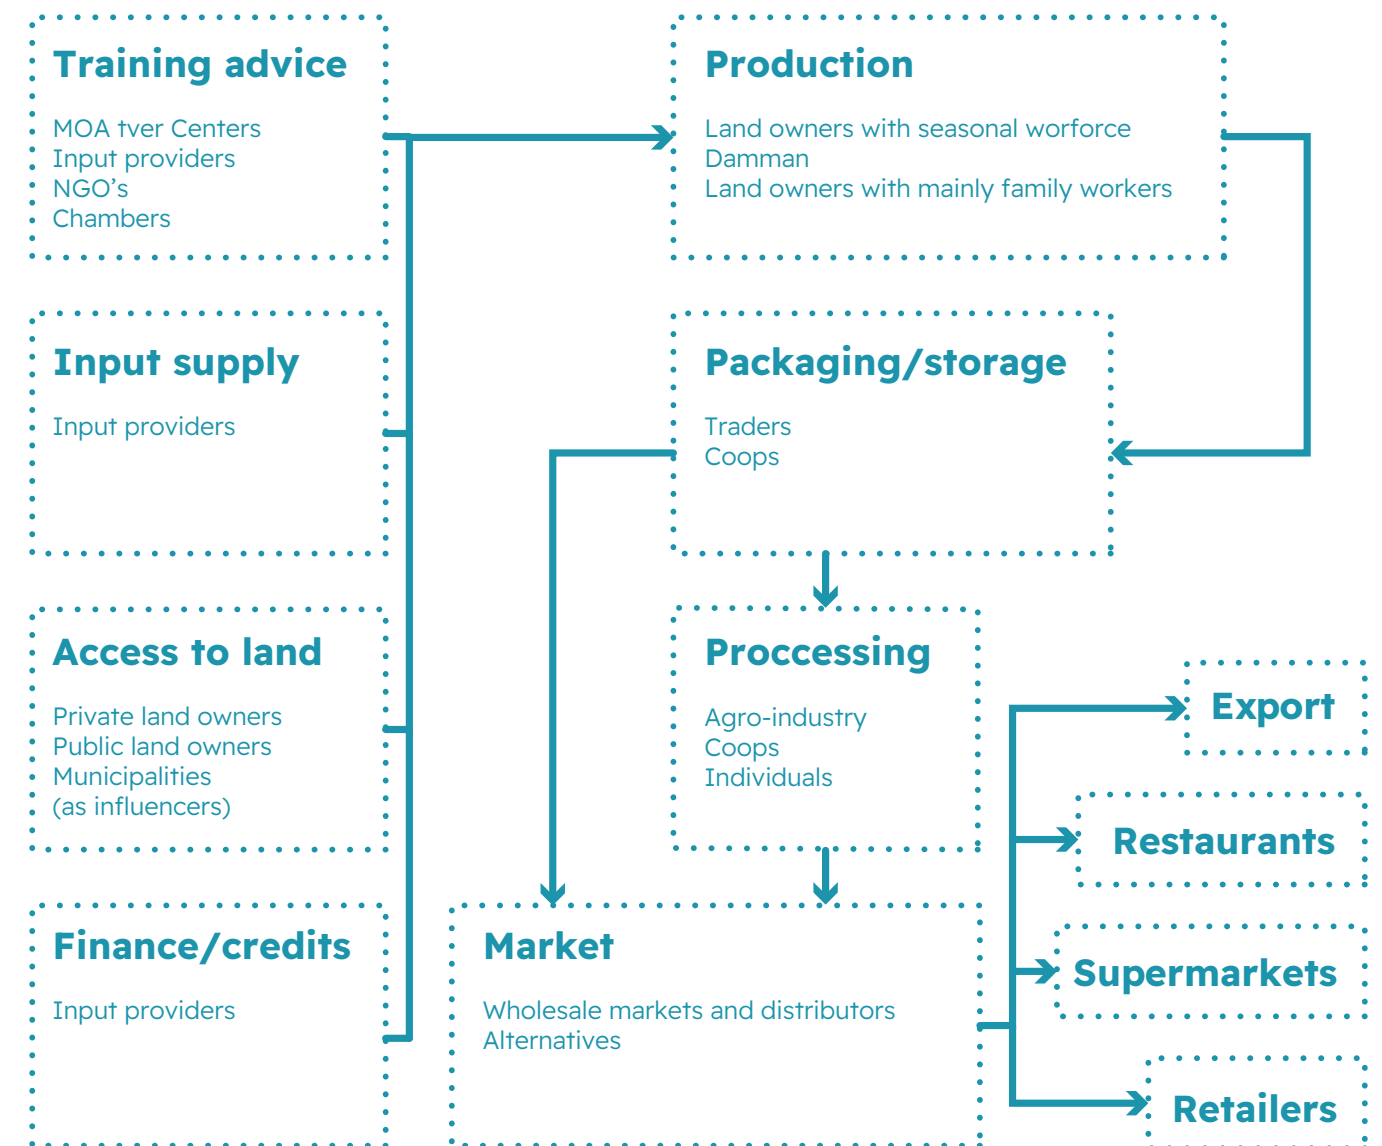 Training advice
MOA tver Centers
Input providers
NGO’s
Chambers
Input supply
Input providers
Access to land
Private land owners
Public land owners
Municipalities
(as influencers)
Finance/credits
Input providers
Production
Land owners with seasonal worforce
Damman
Land owners with mainly family workers
Packaging/storage
Traders
Coops
Proccessing
Agro-industry
Coops
Individuals
Market
Wholesale markets and distributors
Alternatives
Export
Restaurants
Supermarkets
Retailers